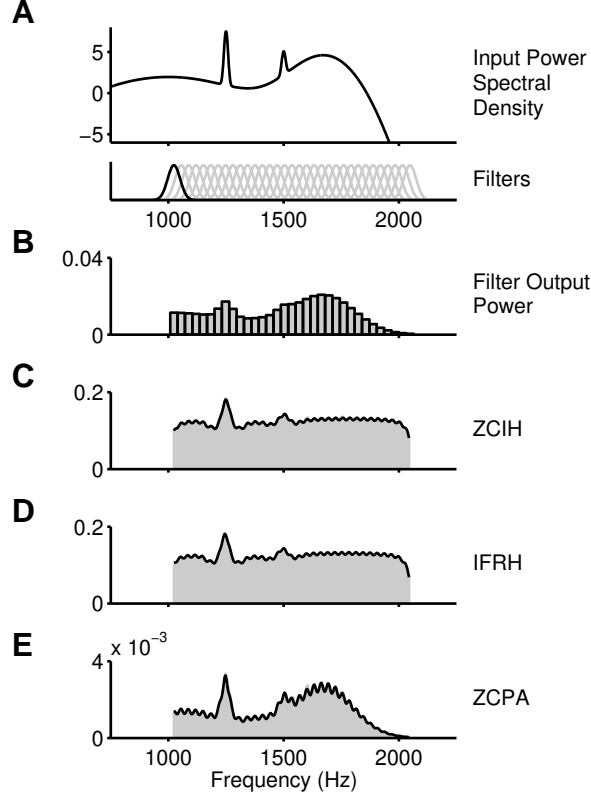 A
5
0
−5
Input Power
Spectral
Density
Filters
1000 1500 2000
B
0.04
0
Filter Output
Power
C
0.2
0
ZCIH
D
0.2
0
IFRH
E
x 10⁻³
4
0
ZCPA
1000 1500 2000
Frequency (Hz)